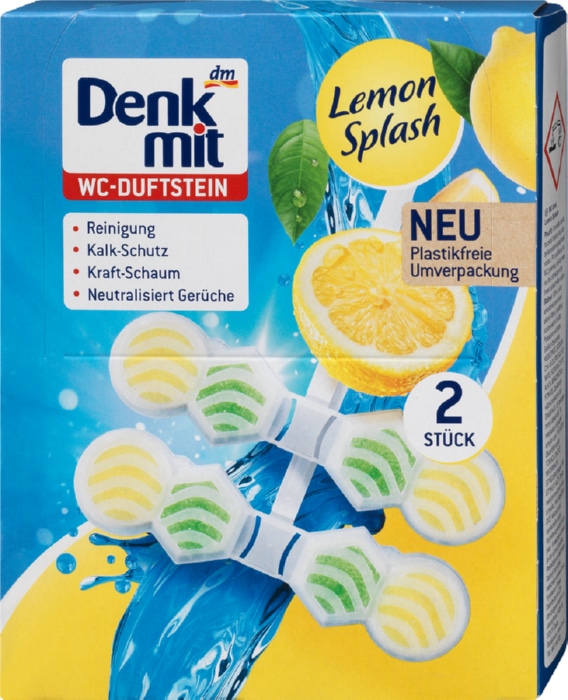 dm
Denk
mit
WC-DUFTSTEIN
• Reinigung
• Kalk-Schutz
• Kraft-Schaum
• Neutralisiert Gerüche
Lemon
Splash
NEU
Plastikfreie
Umverpackung
2
STÜCK